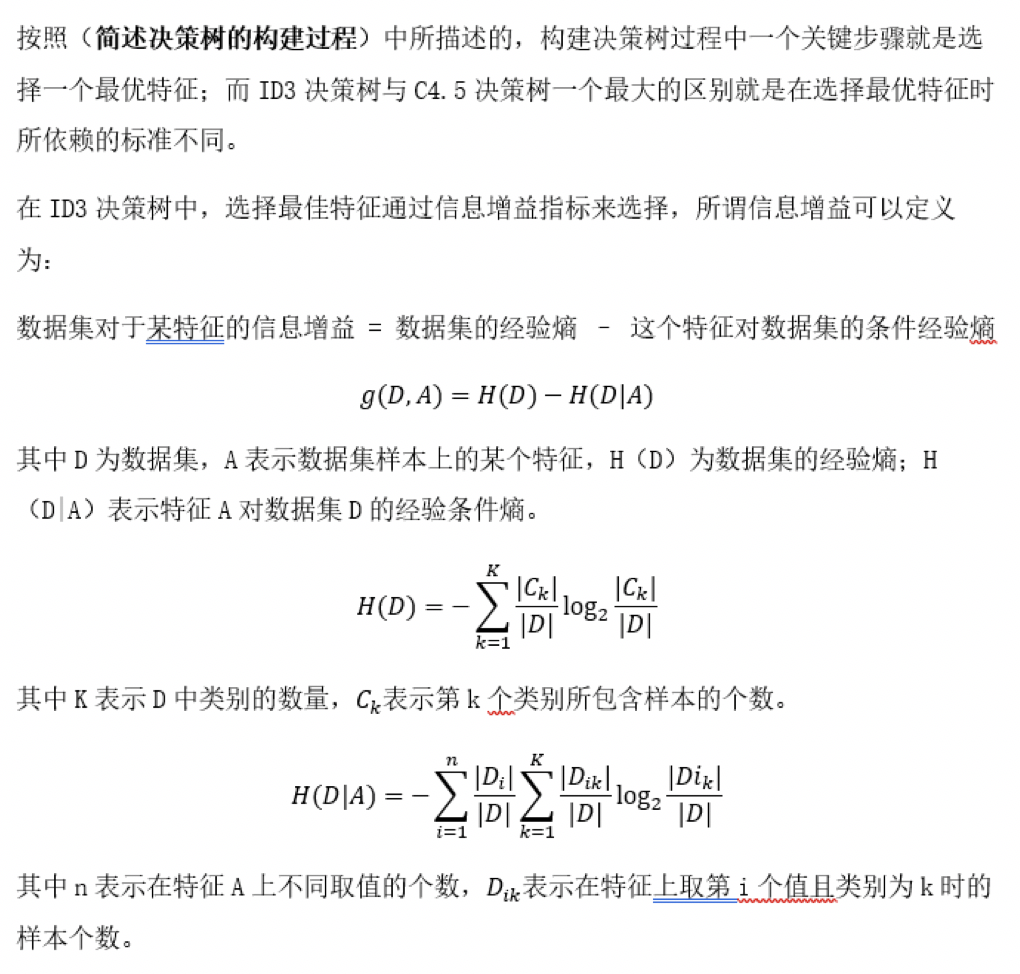 按照（简述决策树的构建过程）中所描述的，构建决策树过程中一个关键步骤就是选
择一个最优特征；而 ID3 决策树与 C4.5 决策树一个最大的区别就是在选择最优特征时
所依赖的标准不同。
在 ID3 决策树中，选择最佳特征通过信息增益指标来选择，所谓信息增益可以定义
为：
数据集对于某特征的信息增益 = 数据集的经验熵 – 这个特征对数据集的条件经验熵
g(D, A) = H(D) − H(D|A)
其中 D 为数据集，A 表示数据集样本上的某个特征，H（D）为数据集的经验熵；H
（D|A）表示特征 A 对数据集 D 的经验条件熵。
H(D) = −∑_{k=1}^{K} |C_k|/|D| log₂ |C_k|/|D|
其中 K 表示 D 中类别的数量，C_k表示第 k 个类别所包含样本的个数。
H(D|A) = −∑_{i=1}^{n} |D_i|/|D| ∑_{k=1}^{K} |D_{ik}|/|D| log₂ |Di_k|/|D|
其中 n 表示在特征 A 上不同取值的个数，D_{ik}表示在特征上取第 i 个值且类别为 k 时的
样本个数。